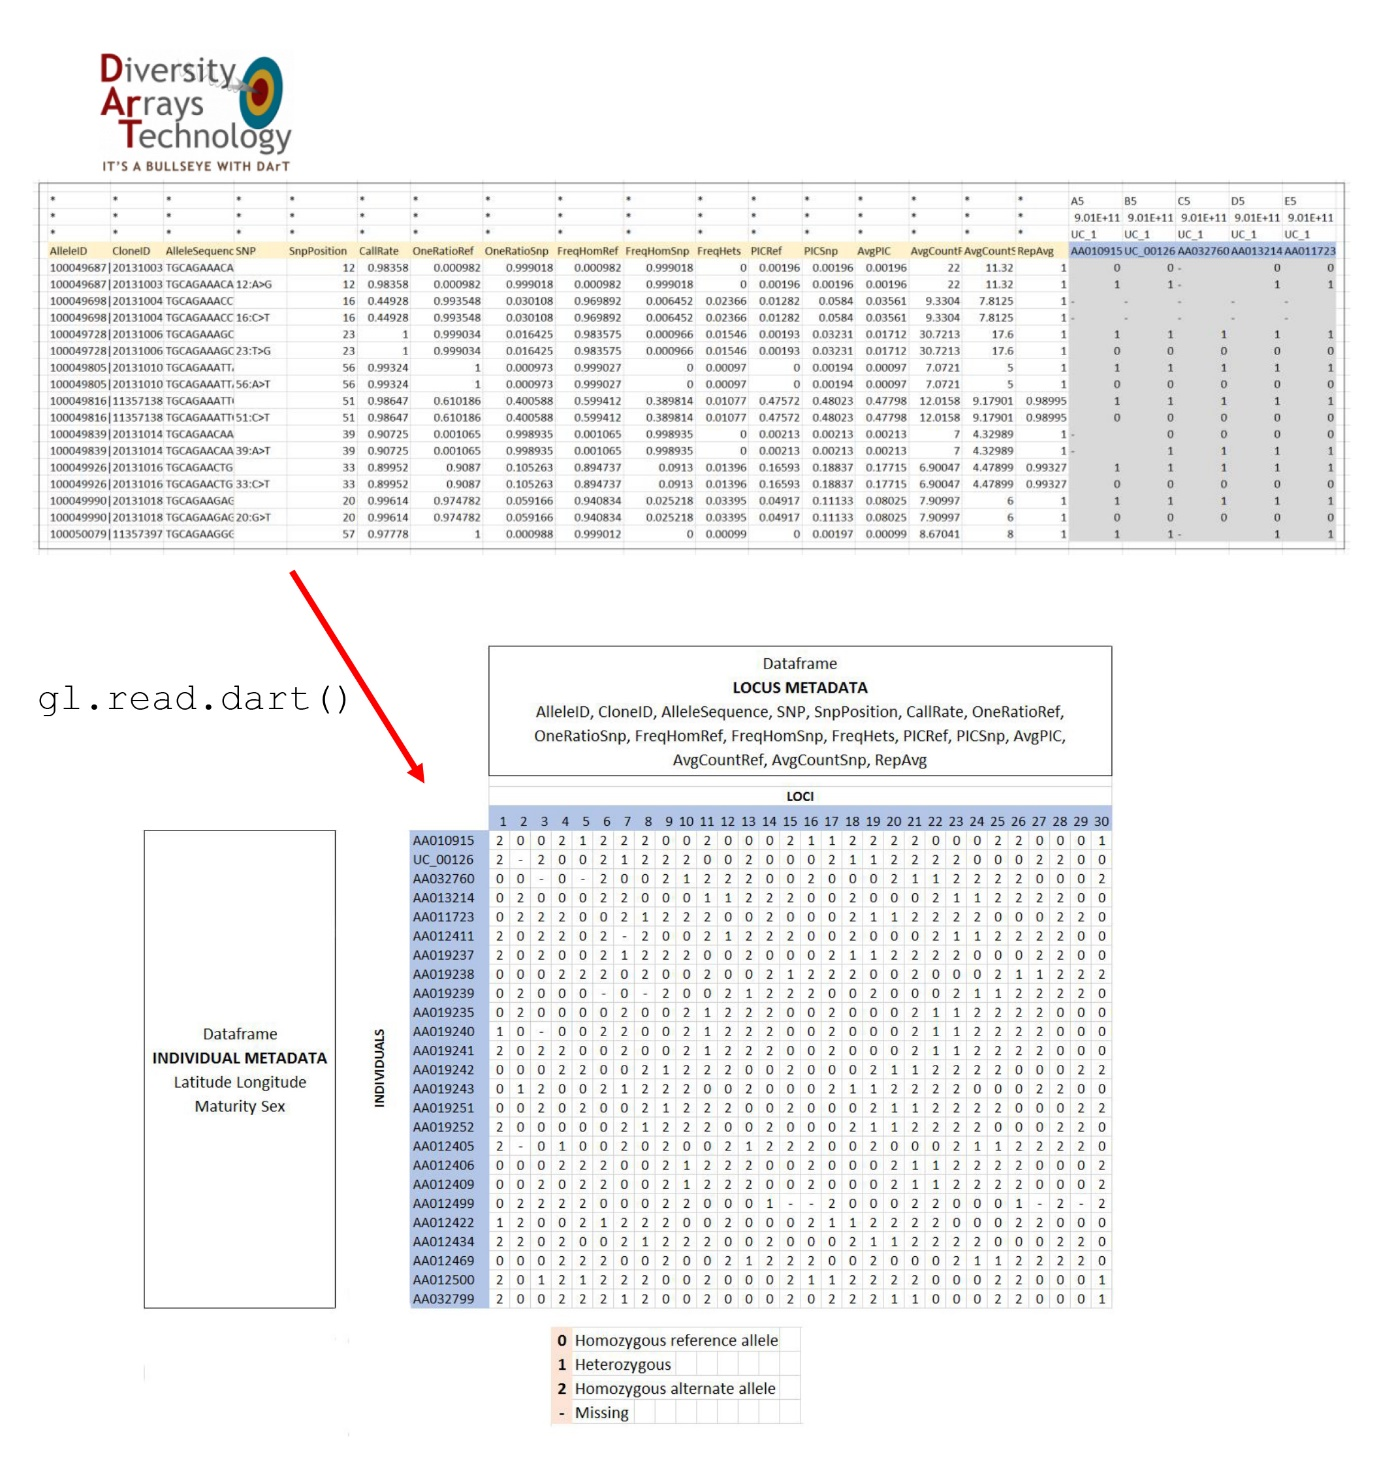 Diversity
Arrays
Technology
IT'S A BULLSEYE WITH DArT
* * * * * * * * * * * * * * * * * A5 B5 C5 D5 E5
* * * * * * * * * * * * * * * * * 9.01E+11 9.01E+11 9.01E+11 9.01E+11 9.01E+11
* * * * * * * * * * * * * * * * * UC_1 UC_1 UC_1 UC_1 UC_1
AlleleID CloneID AlleleSequenc SNP SnpPosition CallRate OneRatioRef OneRatioSnp FreqHomRef FreqHomSnp FreqHets PICRef PICSnp AvgPIC AvgCountF AvgCountS RepAvg AA010915 UC_00126 AA032760 AA013214 AA011723
100049687| 20131003 TGCAGAAACA 12 0.98358 0.000982 0.999018 0.000982 0.999018 0 0.00196 0.00196 0.00196 22 11.32 1 0 0 - 0 0
100049687| 20131003 TGCAGAAACA 12:A>G 12 0.98358 0.000982 0.999018 0.000982 0.999018 0 0.00196 0.00196 0.00196 22 11.32 1 1 1 - 1 1
100049698| 20131004 TGCAGAAACC 16 0.44928 0.993548 0.030108 0.969892 0.006452 0.02366 0.01282 0.0584 0.03561 9.3304 7.8125 1 - - - - -
100049698| 20131004 TGCAGAAACC 16:C>T 16 0.44928 0.993548 0.030108 0.969892 0.006452 0.02366 0.01282 0.0584 0.03561 9.3304 7.8125 1 - - - - -
100049728| 20131006 TGCAGAAAGC 23 1 0.999034 0.016425 0.983575 0.000966 0.01546 0.00193 0.03231 0.01712 30.7213 17.6 1 1 1 1 1 1
100049728| 20131006 TGCAGAAAGC 23:T>G 23 1 0.999034 0.016425 0.983575 0.000966 0.01546 0.00193 0.03231 0.01712 30.7213 17.6 1 0 0 0 0 0
100049805| 20131010 TGCAGAAATT 56 0.99324 1 0.000973 0.999027 0 0.00097 0 0.00194 0.00097 7.0721 5 1 1 1 1 1 1
100049805| 20131010 TGCAGAAATT 56:A>T 56 0.99324 1 0.000973 0.999027 0 0.00097 0 0.00194 0.00097 7.0721 5 1 0 0 0 0 0
100049816| 11357138 TGCAGAAATT 51 0.98647 0.610186 0.400588 0.599412 0.389814 0.01077 0.47572 0.48023 0.47798 12.0158 9.17901 0.98995 1 1 1 1 1
100049816| 11357138 TGCAGAAATT 51:C>T 51 0.98647 0.610186 0.400588 0.599412 0.389814 0.01077 0.47572 0.48023 0.47798 12.0158 9.17901 0.98995 0 0 0 0 0
100049839| 20131014 TGCAGAACAA 39 0.90725 0.001065 0.998935 0.001065 0.998935 0 0.00213 0.00213 0.00213 7 4.32989 1 - 0 0 0 0
100049839| 20131014 TGCAGAACAA 39:A>T 39 0.90725 0.001065 0.998935 0.001065 0.998935 0 0.00213 0.00213 0.00213 7 4.32989 1 - 1 1 1 1
100049926| 20131016 TGCAGAACTG 33 0.89952 0.9087 0.105263 0.894737 0.0913 0.01396 0.16593 0.18837 0.17715 6.90047 4.47899 0.99327 1 1 1 1 1
100049926| 20131016 TGCAGAACTG 33:C>T 33 0.89952 0.9087 0.105263 0.894737 0.0913 0.01396 0.16593 0.18837 0.17715 6.90047 4.47899 0.99327 0 0 0 0 0
100049990| 20131018 TGCAGAAGAG 20 0.99614 0.974782 0.059166 0.940834 0.025218 0.03395 0.04917 0.11133 0.08025 7.90997 6 1 1 1 1 1 1
100049990| 20131018 TGCAGAAGAG 20:G>T 20 0.99614 0.974782 0.059166 0.940834 0.025218 0.03395 0.04917 0.11133 0.08025 7.90997 6 1 0 0 0 0 0
100050079| 11357397 TGCAGAAGGG 57 0.97778 1 0.000988 0.999012 0 0.00099 0 0.00197 0.00099 8.67041 8 1 1 1 - 1 1
gl.read.dart()
Dataframe
LOCUS METADATA
AlleleID, CloneID, AlleleSequence, SNP, SnpPosition, CallRate, OneRatioRef,
OneRatioSnp, FreqHomRef, FreqHomSnp, FreqHets, PICRef, PICSnp, AvgPIC,
AvgCountRef, AvgCountSnp, RepAvg
LOCI
1 2 3 4 5 6 7 8 9 10 11 12 13 14 15 16 17 18 19 20 21 22 23 24 25 26 27 28 29 30
AA010915 2 0 0 2 1 2 2 2 0 0 2 0 0 0 2 1 1 2 2 2 2 0 0 0 2 2 0 0 0 1
UC_00126 2 - 2 0 0 2 1 2 2 2 0 0 2 0 0 0 2 1 1 2 2 2 2 0 0 0 2 2 0 0
AA032760 0 0 - 0 - 2 0 0 2 1 2 2 2 0 0 2 0 0 0 2 1 1 2 2 2 2 0 0 0 2
AA013214 0 2 0 0 0 2 2 0 0 0 1 1 2 2 2 0 0 2 0 0 0 2 1 1 2 2 2 2 0 0
AA011723 0 2 2 2 0 0 2 1 2 2 2 0 0 2 0 0 0 2 1 1 2 2 2 2 0 0 0 2 2 0
AA012411 2 0 2 2 0 2 - 2 0 0 2 1 2 2 2 0 0 2 0 0 0 2 1 1 2 2 2 2 0 0
AA019237 2 0 2 0 0 2 1 2 2 2 0 0 2 0 0 0 2 1 1 2 2 2 2 0 0 0 2 2 0 0
AA019238 0 0 0 2 2 2 0 2 0 0 2 0 0 2 1 2 2 2 0 0 2 0 0 0 2 1 1 2 2 2
AA019239 0 2 0 0 0 - 0 - 2 0 0 2 1 2 2 2 0 0 2 0 0 0 2 1 1 2 2 2 2 0
AA019235 0 2 0 0 0 0 2 0 0 2 1 2 2 2 0 0 2 0 0 0 2 1 1 2 2 2 2 0 0 0
AA019240 1 0 - 0 0 2 2 0 0 2 1 2 2 2 0 0 2 0 0 0 2 1 1 2 2 2 2 0 0 0
AA019241 2 0 2 2 0 0 2 0 0 2 1 2 2 2 0 0 2 0 0 0 2 1 1 2 2 2 2 0 0 0
AA019242 0 0 0 2 2 0 0 2 1 2 2 2 0 0 2 0 0 0 2 1 1 2 2 2 2 0 0 0 2 2
AA019243 0 1 2 0 0 2 1 2 2 2 0 0 2 0 0 0 2 1 1 2 2 2 2 0 0 0 2 2 0 0
AA019251 0 0 2 0 2 0 0 2 1 2 2 2 0 0 2 0 0 0 2 1 1 2 2 2 2 0 0 0 2 2
AA019252 2 0 0 0 0 0 2 1 2 2 2 0 0 2 0 0 0 2 1 1 2 2 2 2 0 0 0 2 2 0
AA012405 2 - 0 1 0 0 2 0 2 0 0 2 1 2 2 2 0 0 2 0 0 0 2 1 1 2 2 2 2 0
AA012406 0 0 0 2 2 2 0 0 2 1 2 2 2 0 0 2 0 0 0 2 1 1 2 2 2 2 0 0 0 2
AA012409 0 0 2 0 2 2 0 0 2 1 2 2 2 0 0 2 0 0 0 2 1 1 2 2 2 2 0 0 0 2
AA012499 0 2 2 2 2 0 0 0 2 2 0 0 0 1 - - 2 0 0 0 2 2 0 0 0 1 - 2 - 2
AA012422 1 2 0 0 2 1 2 2 2 0 0 2 0 0 0 2 1 1 2 2 2 2 0 0 0 2 2 0 0 0
AA012434 2 2 0 2 0 0 2 1 2 2 2 0 0 2 0 0 0 2 1 1 2 2 2 2 0 0 0 2 2 0
AA012469 0 0 0 2 2 2 0 0 2 0 0 2 1 2 2 2 0 0 2 0 0 0 2 1 1 2 2 2 2 0
AA012500 2 0 1 2 1 2 2 2 0 0 2 0 0 0 2 1 1 2 2 2 2 0 0 0 2 2 0 0 0 1
AA032799 2 0 0 2 2 2 1 2 0 0 2 0 0 0 2 0 2 2 2 1 1 0 0 0 2 2 0 0 0 1
INDIVIDUALS
Dataframe
INDIVIDUAL METADATA
Latitude Longitude
Maturity Sex
0 Homozygous reference allele
1 Heterozygous
2 Homozygous alternate allele
- Missing